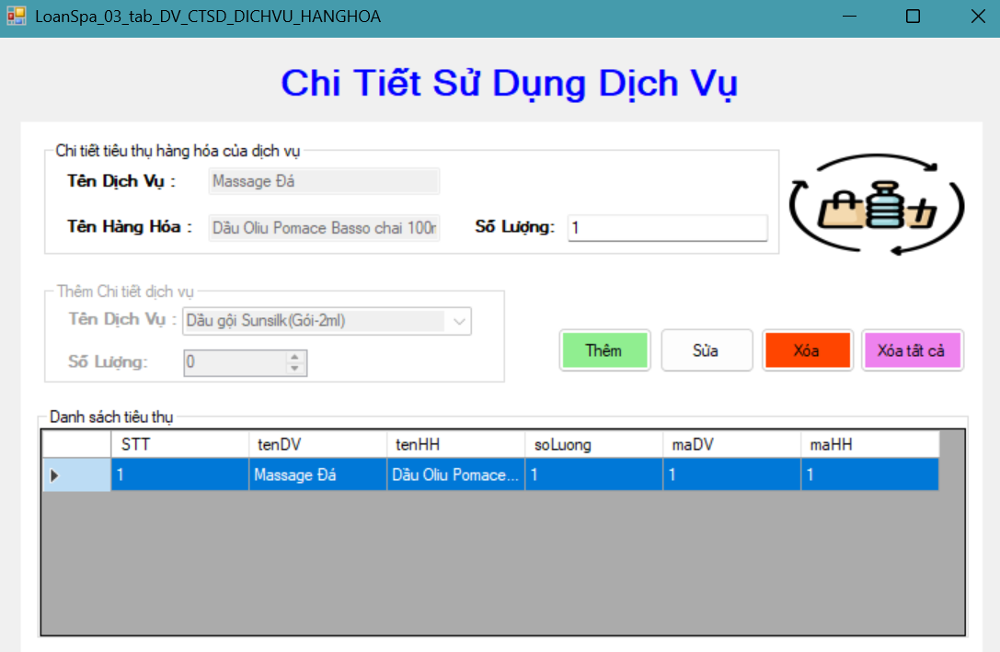 LoanSpa_03_tab_DV_CTSD_DICHVU_HANGHOA
Chi Tiết Sử Dụng Dịch Vụ
Chi tiết tiêu thụ hàng hóa của dịch vụ
Tên Dịch Vụ : Massage Đá
Tên Hàng Hóa : Dầu Oliu Pomace Basso chai 100m Số Lượng: 1
Thêm Chi tiết dịch vụ
Tên Dịch Vụ : Dầu gội Sunsilk(Gói-2ml)
Số Lượng: 0
Thêm Sửa Xóa Xóa tất cả
Danh sách tiêu thụ
STT tenDV tenHH soLuong maDV maHH
1 Massage Đá Dầu Oliu Pomace... 1 1 1